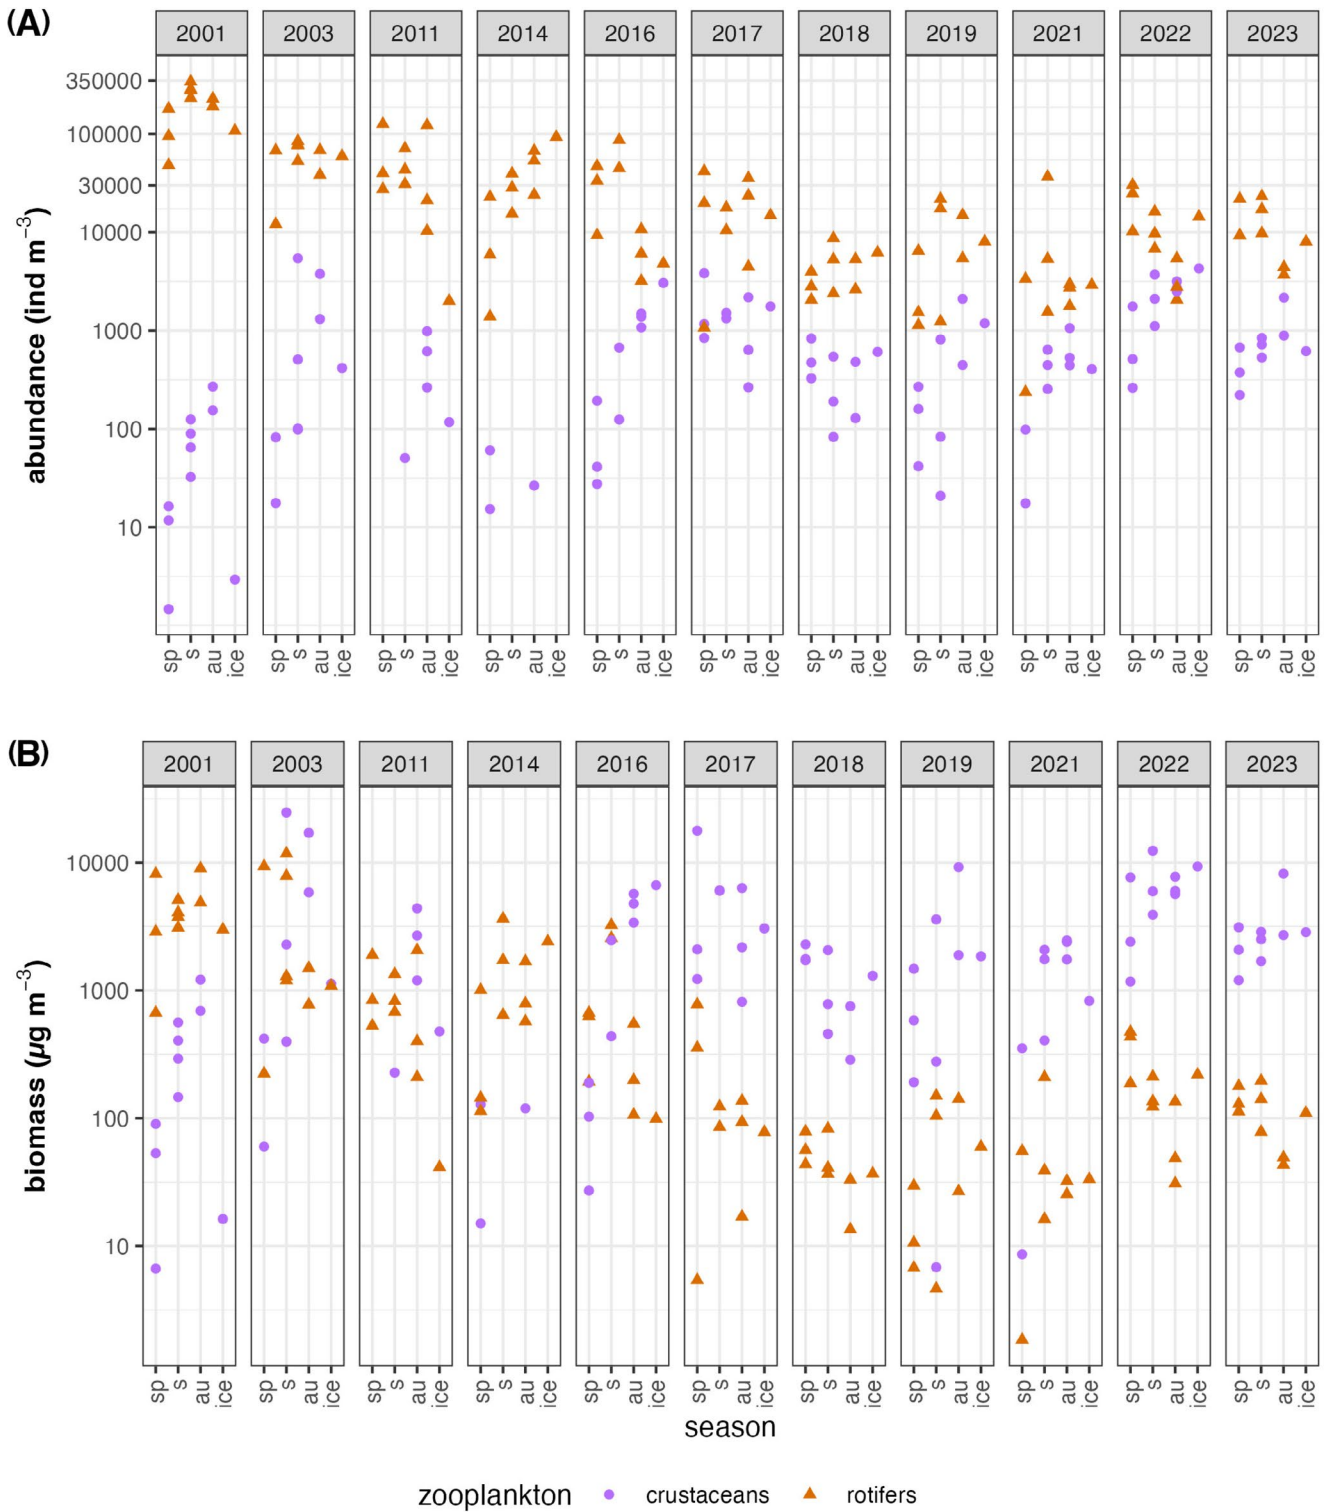 (A)
2001 2003 2011 2014 2016 2017 2018 2019 2021 2022 2023
350000
100000
30000
10000
1000
100
10
abundance (ind m⁻³)
sp s au ice sp s au ice sp s au ice sp s au ice sp s au ice sp s au ice sp s au ice sp s au ice sp s au ice sp s au ice sp s au ice
(B)
2001 2003 2011 2014 2016 2017 2018 2019 2021 2022 2023
10000
1000
100
10
biomass (µg m⁻³)
sp s au ice sp s au ice sp s au ice sp s au ice sp s au ice sp s au ice sp s au ice sp s au ice sp s au ice sp s au ice sp s au ice
season
zooplankton crustaceans rotifers